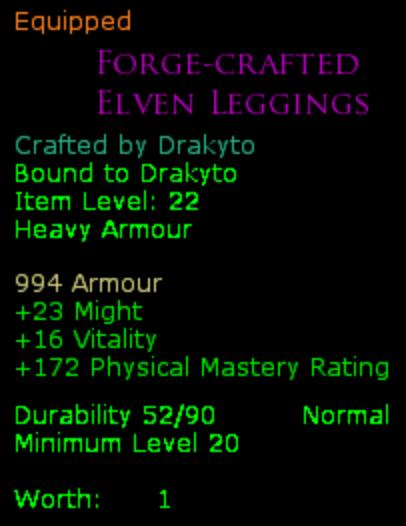 Equipped
Forge-crafted
Elven Leggings
Crafted by Drakyto
Bound to Drakyto
Item Level: 22
Heavy Armour
994 Armour
+23 Might
+16 Vitality
+172 Physical Mastery Rating
Durability 52/90 Normal
Minimum Level 20
Worth: 1